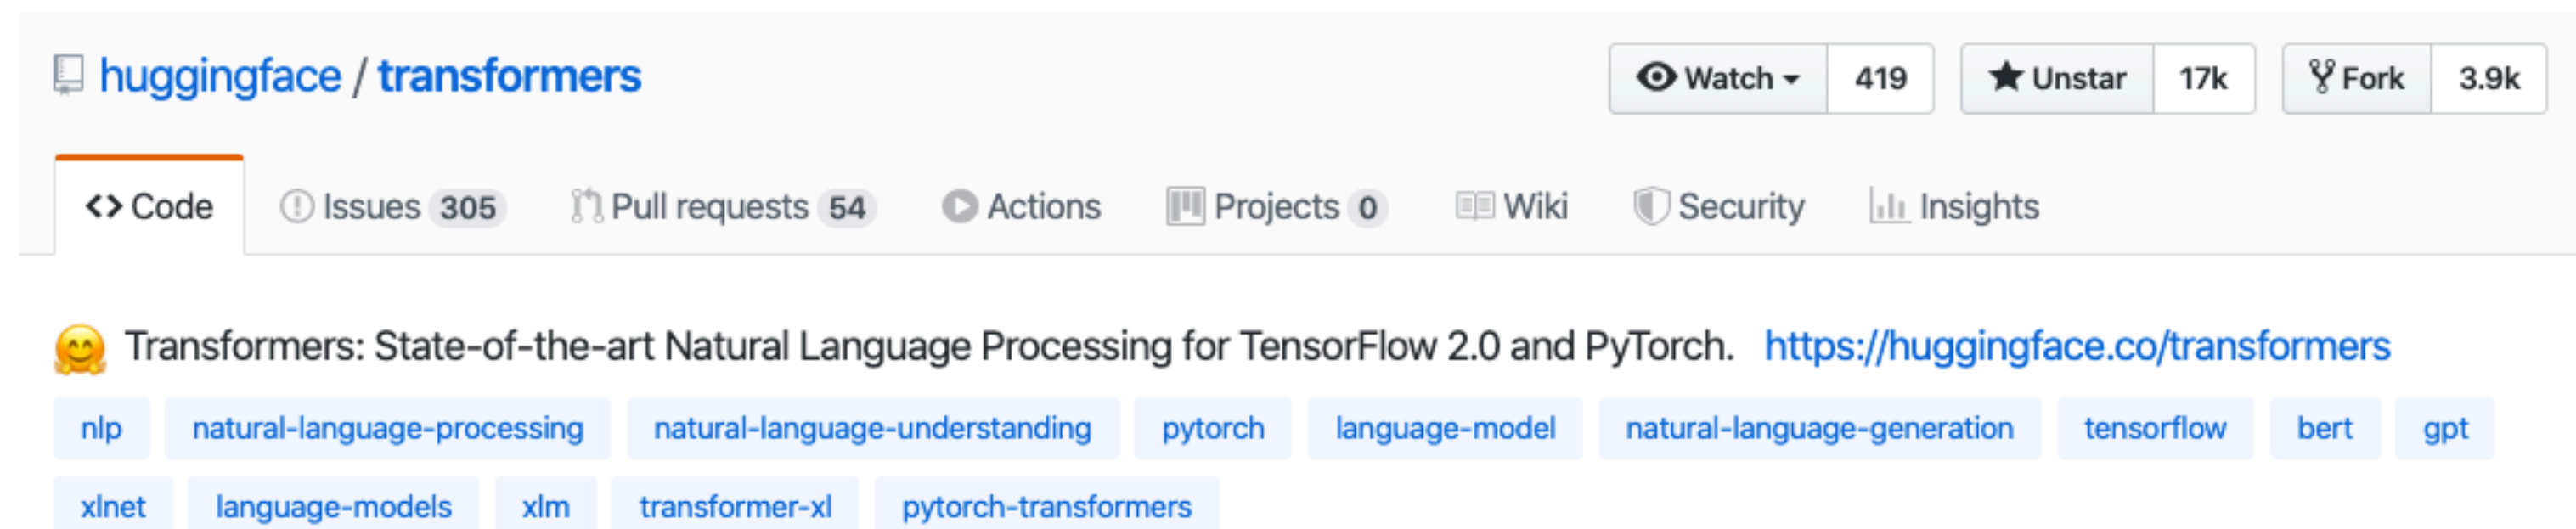 huggingface / transformers Watch 419 Unstar 17k Fork 3.9k
<> Code Issues 305 Pull requests 54 Actions Projects 0 Wiki Security Insights
🤗 Transformers: State-of-the-art Natural Language Processing for TensorFlow 2.0 and PyTorch. https://huggingface.co/transformers
nlp natural-language-processing natural-language-understanding pytorch language-model natural-language-generation tensorflow bert gpt
xlnet language-models xlm transformer-xl pytorch-transformers